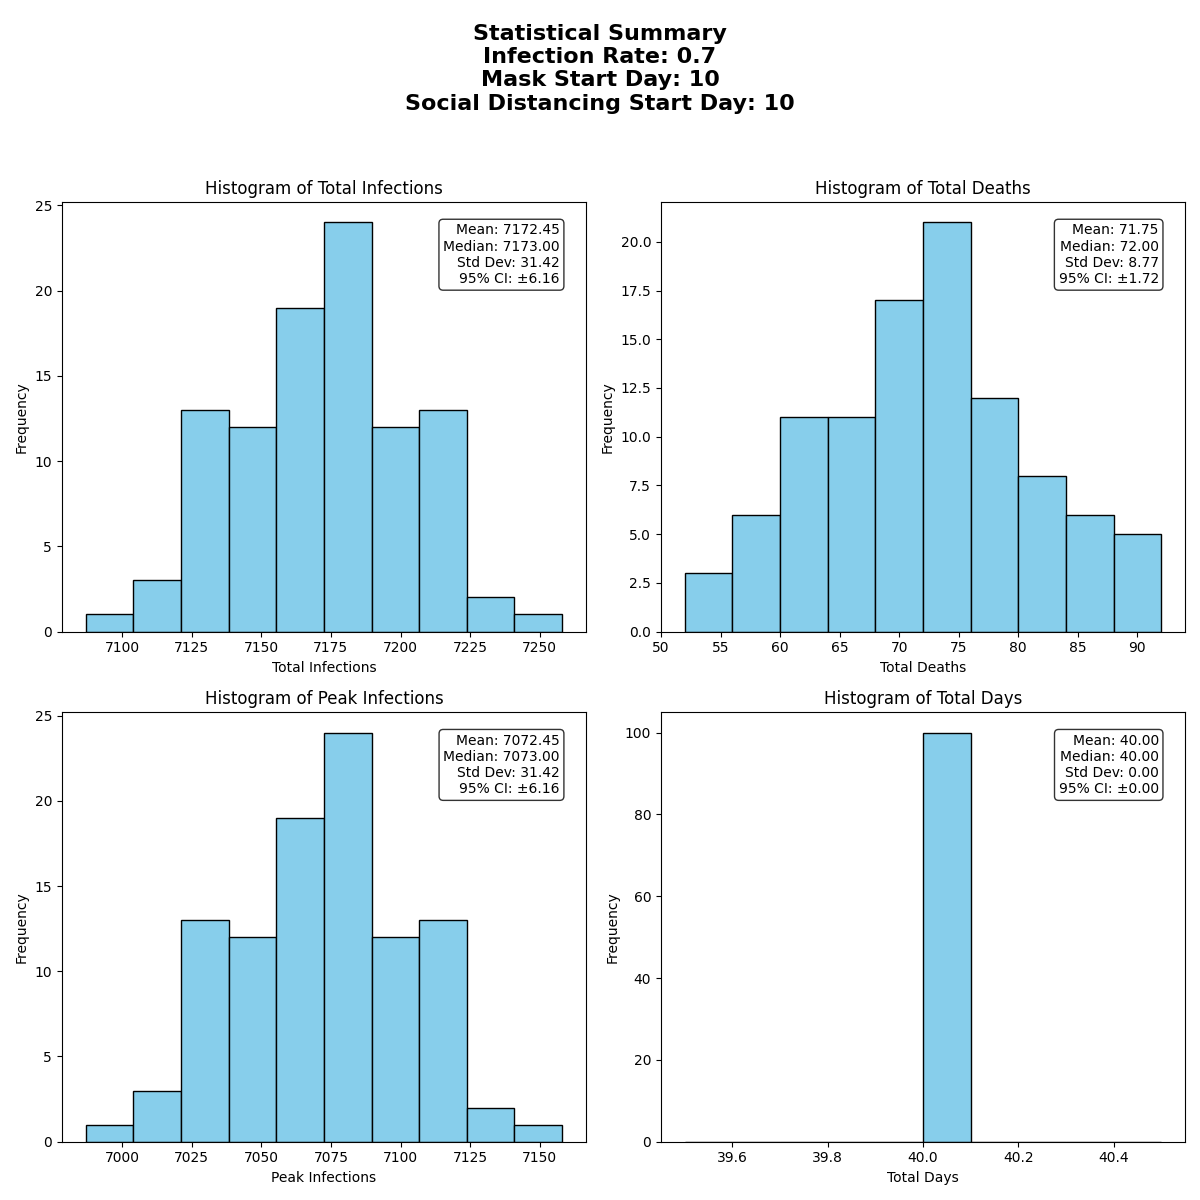 Statistical Summary
Infection Rate: 0.7
Mask Start Day: 10
Social Distancing Start Day: 10
Histogram of Total Infections
Mean: 7172.45
Median: 7173.00
Std Dev: 31.42
95% CI: ±6.16
25
20
15
10
5
0
Frequency
7100 7125 7150 7175 7200 7225 7250
Total Infections
Histogram of Total Deaths
Mean: 71.75
Median: 72.00
Std Dev: 8.77
95% CI: ±1.72
20.0
17.5
15.0
12.5
10.0
7.5
5.0
2.5
0.0
Frequency
50 55 60 65 70 75 80 85 90
Total Deaths
Histogram of Peak Infections
Mean: 7072.45
Median: 7073.00
Std Dev: 31.42
95% CI: ±6.16
25
20
15
10
5
0
Frequency
7000 7025 7050 7075 7100 7125 7150
Peak Infections
Histogram of Total Days
Mean: 40.00
Median: 40.00
Std Dev: 0.00
95% CI: ±0.00
100
80
60
40
20
0
Frequency
39.6 39.8 40.0 40.2 40.4
Total Days